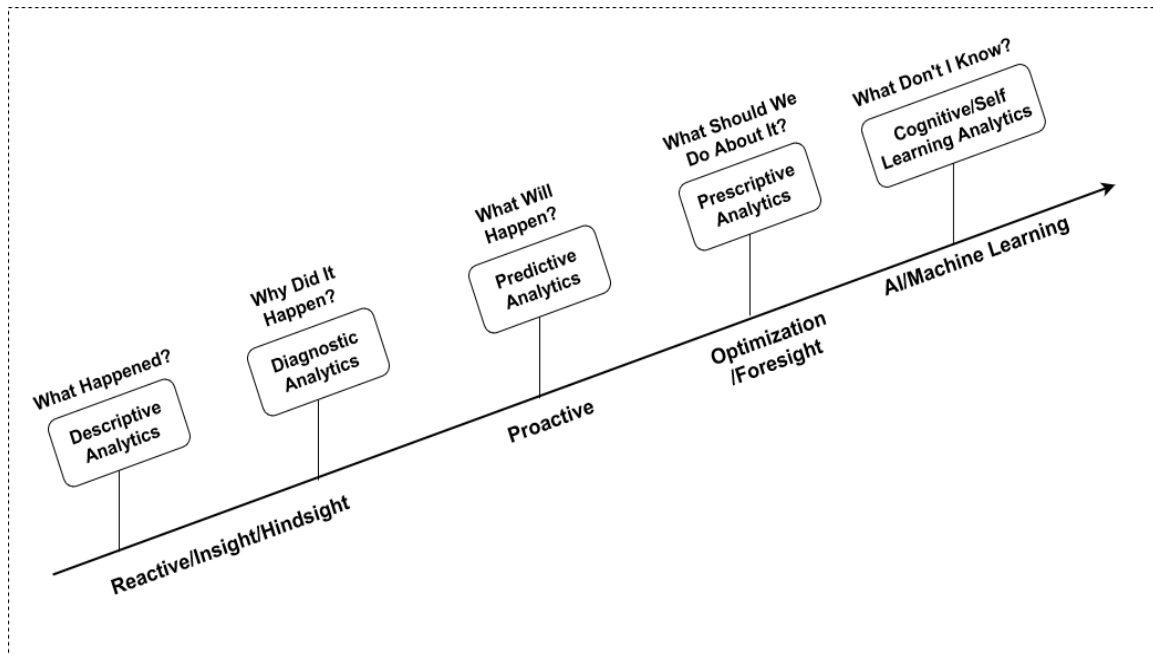 What Happened?
Descriptive
Analytics
Why Did It
Happen?
Diagnostic
Analytics
Reactive/Insight/Hindsight
What Will
Happen?
Predictive
Analytics
Proactive
What Should We
Do About It?
Prescriptive
Analytics
Optimization
/Foresight
What Don't I Know?
Cognitive/Self
Learning Analytics
AI/Machine Learning